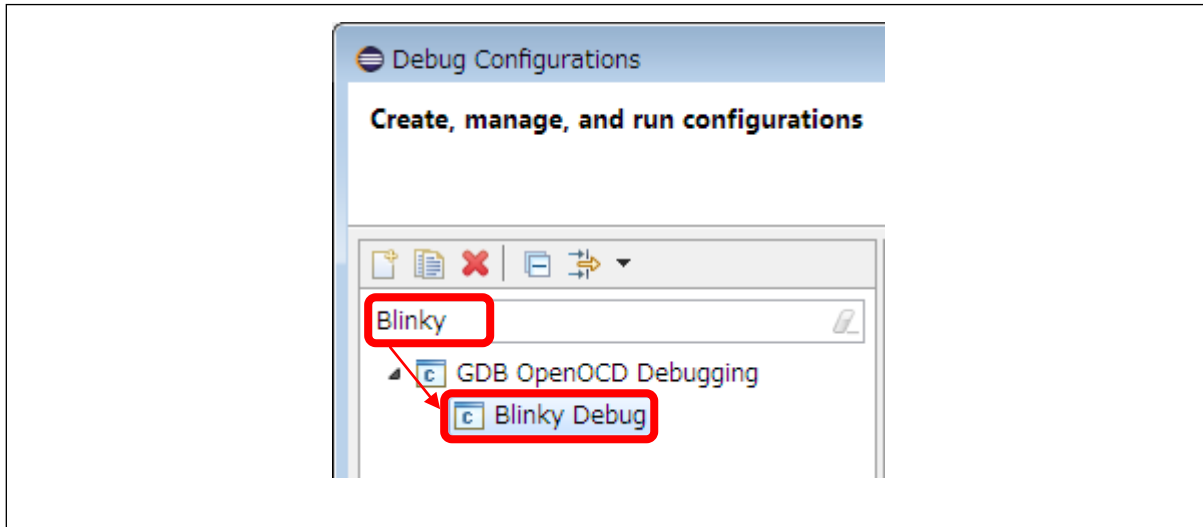 Debug Configurations
Create, manage, and run configurations
Blinky
GDB OpenOCD Debugging
Blinky Debug